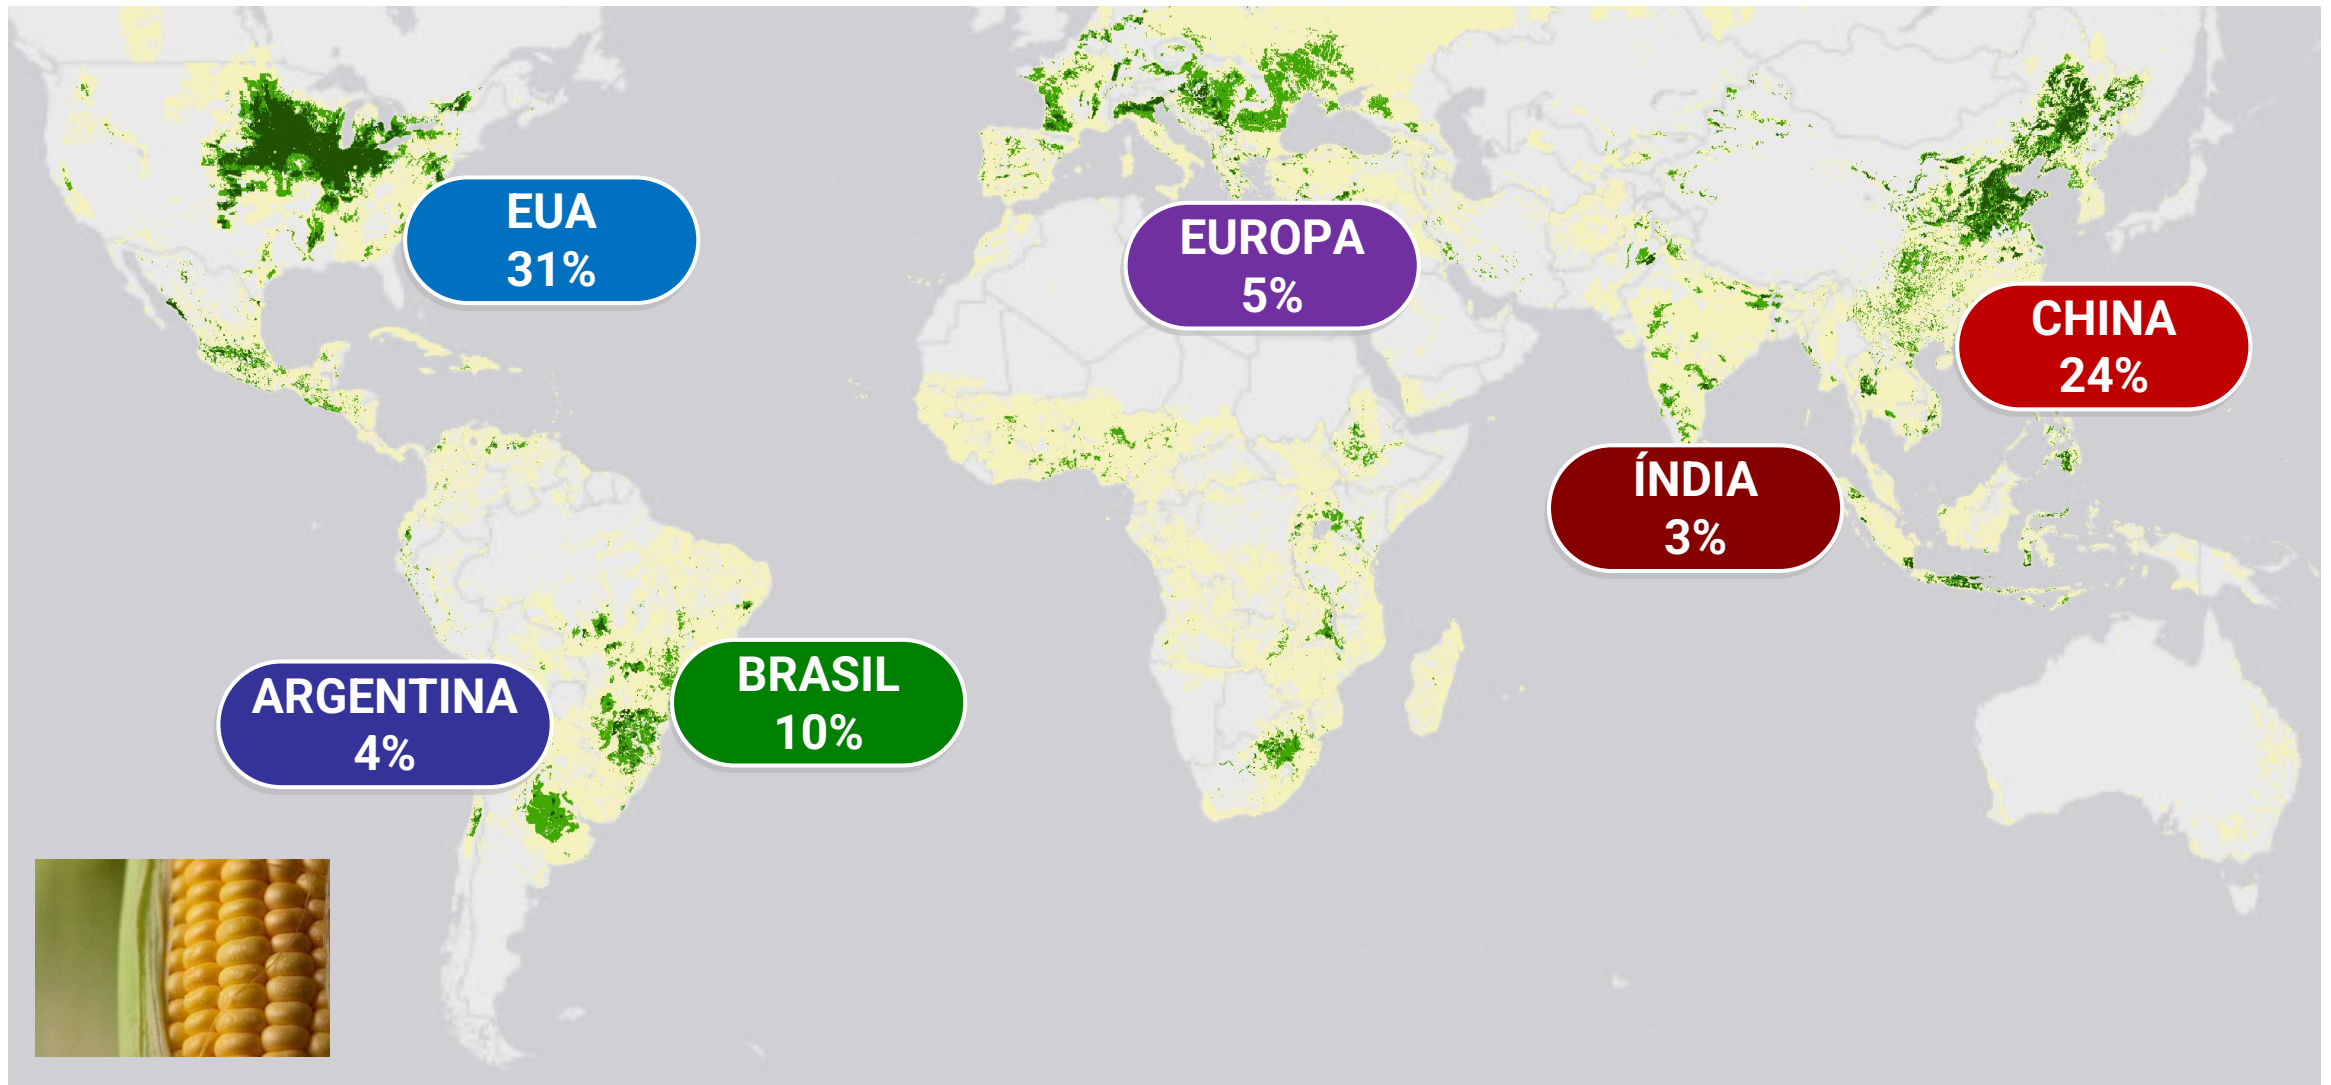 EUA
31%
EUROPA
5%
CHINA
24%
ÍNDIA
3%
BRASIL
10%
ARGENTINA
4%